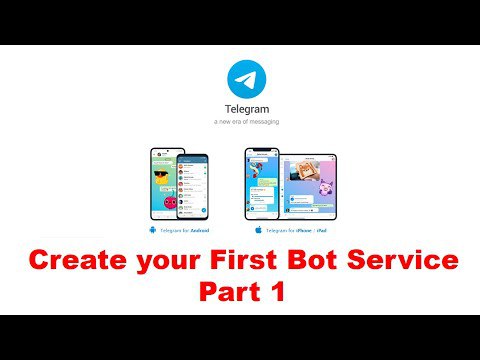 Telegram
a new era of messaging
Telegram for Android
Telegram for iPhone / iPad
Create your First Bot Service
Part 1